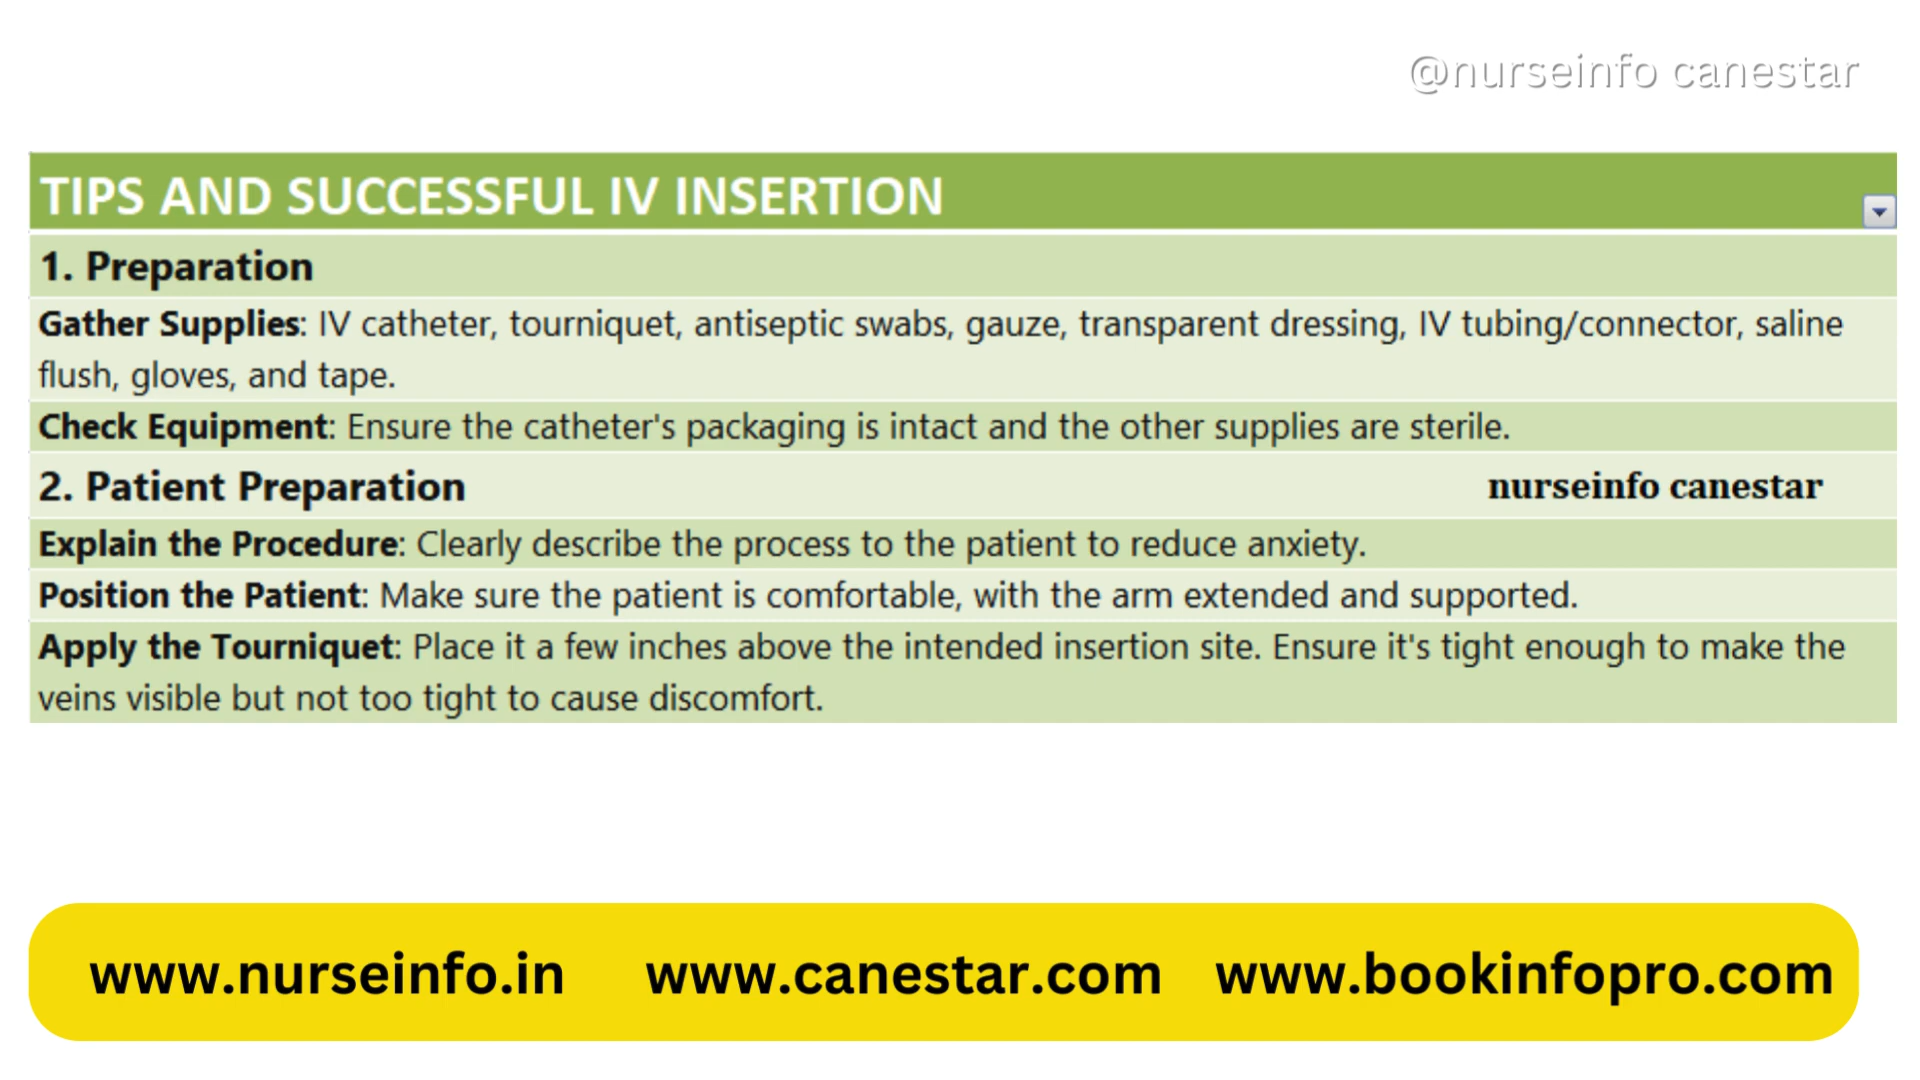 @nurseinfo canestar
TIPS AND SUCCESSFUL IV INSERTION
1. Preparation
Gather Supplies: IV catheter, tourniquet, antiseptic swabs, gauze, transparent dressing, IV tubing/connector, saline
flush, gloves, and tape.
Check Equipment: Ensure the catheter's packaging is intact and the other supplies are sterile.
2. Patient Preparation
nurseinfo canestar
Explain the Procedure: Clearly describe the process to the patient to reduce anxiety.
Position the Patient: Make sure the patient is comfortable, with the arm extended and supported.
Apply the Tourniquet: Place it a few inches above the intended insertion site. Ensure it's tight enough to make the
veins visible but not too tight to cause discomfort.
www.nurseinfo.in www.canestar.com www.bookinfopro.com